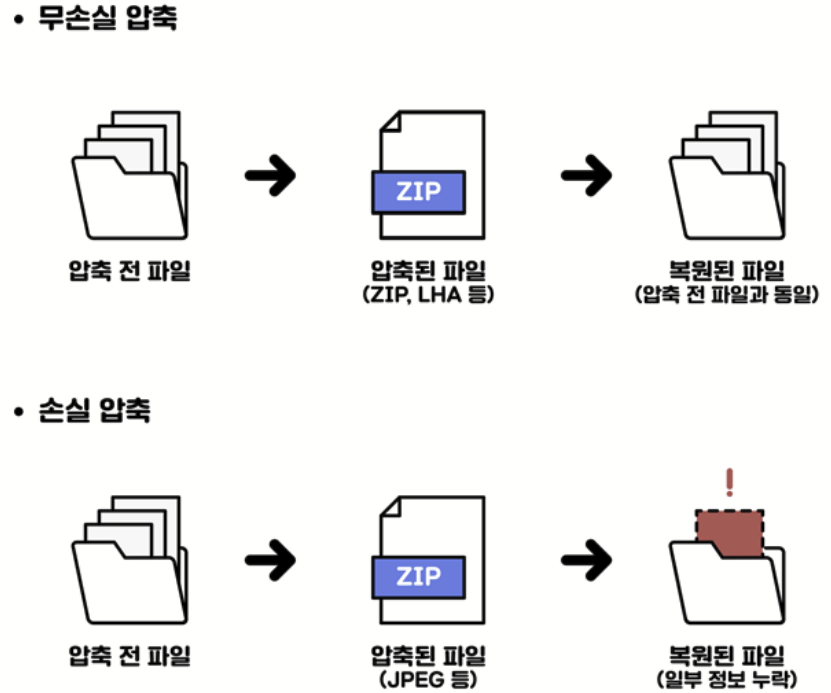 • 무손실 압축
ZIP
압축 전 파일
압축된 파일
(ZIP, LHA 등)
복원된 파일
(압축 전 파일과 동일)
• 손실 압축
!
ZIP
압축 전 파일
압축된 파일
(JPEG 등)
복원된 파일
(일부 정보 누락)